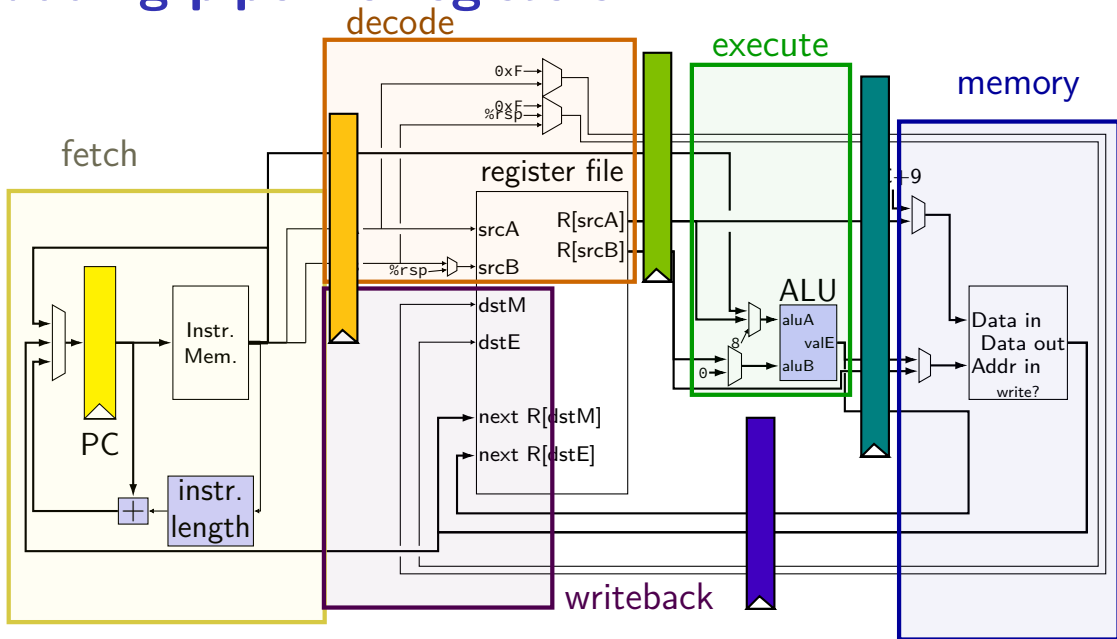 decode
execute
memory
fetch
0xF
0xF
%rsp
register file
+9
srcA
R[srcA]
R[srcB]
%rsp
srcB
dstM
ALU
aluA
valE
aluB
8
0
Instr.
Mem.
dstE
Data in
Data out
Addr in
write?
PC
next R[dstM]
next R[dstE]
instr.
length
+
writeback